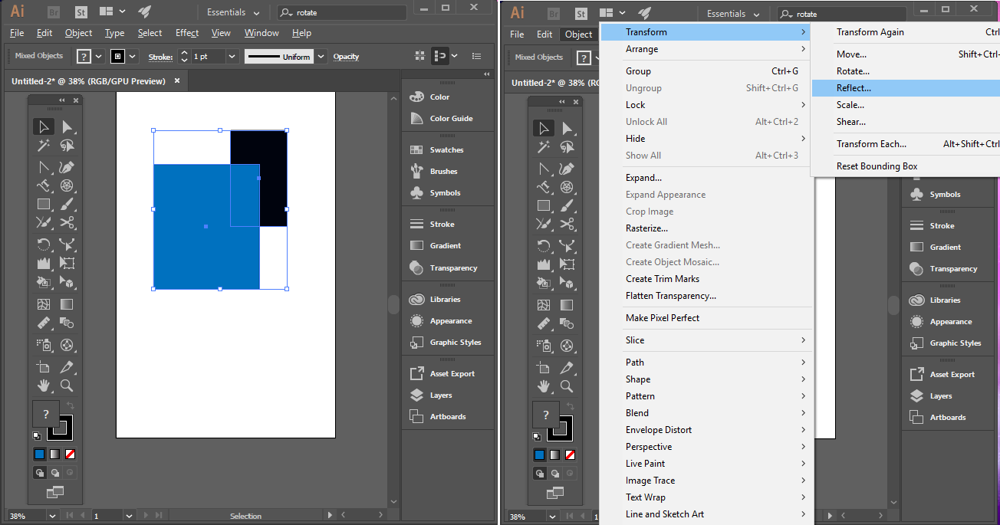 Ai Br St Essentials rotate
File Edit Object Type Select Effect View Window Help
Mixed Objects ? Stroke: 1 pt Uniform Opacity
Untitled-2* @ 38% (RGB/GPU Preview) ×
Color
Color Guide
Swatches
Brushes
Symbols
Stroke
Gradient
Transparency
Libraries
Appearance
Graphic Styles
Asset Export
Layers
Artboards
?
38% 1 Selection
Ai Br St Essentials rotate
File Edit Object
Mixed Objects ?
Untitled-2* @ 38% (RG
Transform
Arrange
Group Ctrl+G
Ungroup Shift+Ctrl+G
Lock
Unlock All Alt+Ctrl+2
Hide
Show All Alt+Ctrl+3
Expand...
Expand Appearance
Crop Image
Rasterize...
Create Gradient Mesh...
Create Object Mosaic...
Create Trim Marks
Flatten Transparency...
Make Pixel Perfect
Slice
Path
Shape
Pattern
Blend
Envelope Distort
Perspective
Live Paint
Image Trace
Text Wrap
Line and Sketch Art
Transform Again Ctrl
Move... Shift+Ctrl
Rotate...
Reflect...
Scale...
Shear...
Transform Each... Alt+Shift+Ctrl
Reset Bounding Box
Symbols
Stroke
Gradient
Transparency
Libraries
Appearance
Graphic Styles
Asset Export
Layers
Artboards
?
38% 1